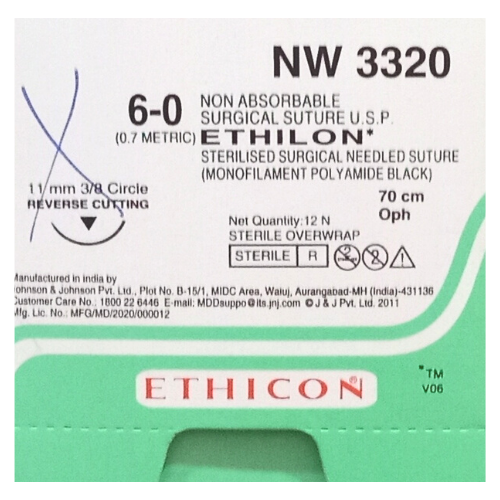 NW 3320
6-0 NON ABSORBABLE
SURGICAL SUTURE U.S.P.
(0.7 METRIC) ETHILON*
STERILISED SURGICAL NEEDLED SUTURE
(MONOFILAMENT POLYAMIDE BLACK)
11 mm 3/8 Circle
REVERSE CUTTING
70 cm
Oph
Net Quantity:12 N
STERILE OVERWRAP
STERILE R
Manufactured in india by
Johnson & Johnson Pvt. Ltd., Plot No. B-15/1, MIDC Area, Waluj, Aurangabad-MH (India)-431136
Customer Care No.: 1800 22 6446 E-mail: MDDsuppo@its.jnj.com © J & J Pvt. Ltd. 2011
Mfg. Lic. No.: MFG/MD/2020/000012
ETHICON®
*TM
V06